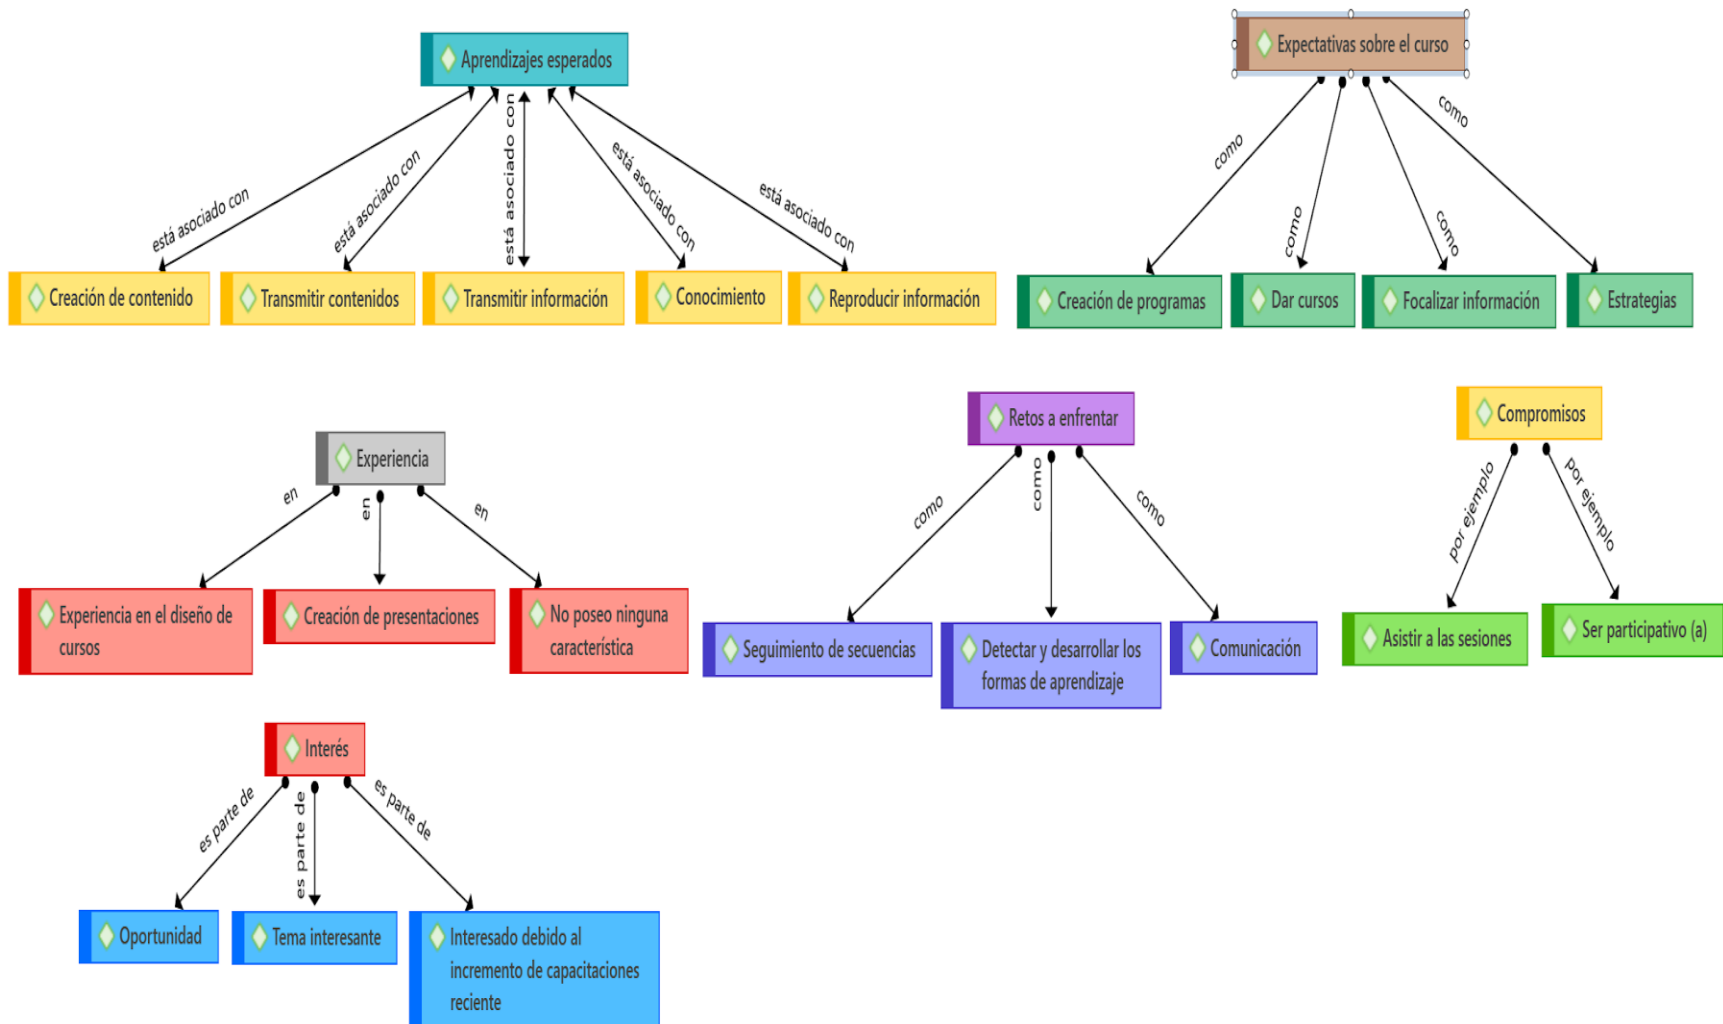 Aprendizajes esperados
está asociado con
está asociado con
está asociado con
está asociado con
está asociado con
Creación de contenido
Transmitir contenidos
Transmitir información
Conocimiento
Reproducir información
Expectativas sobre el curso
como
como
como
como
Creación de programas
Dar cursos
Focalizar información
Estrategias
Experiencia
en
en
en
Experiencia en el diseño de
cursos
Creación de presentaciones
No poseo ninguna
característica
Retos a enfrentar
como
como
como
Seguimiento de secuencias
Detectar y desarrollar los
formas de aprendizaje
Comunicación
Compromisos
por ejemplo
por ejemplo
Asistir a las sesiones
Ser participativo (a)
Interés
es parte de
es parte de
es parte de
Oportunidad
Tema interesante
Interesado debido al
incremento de capacitaciones
reciente